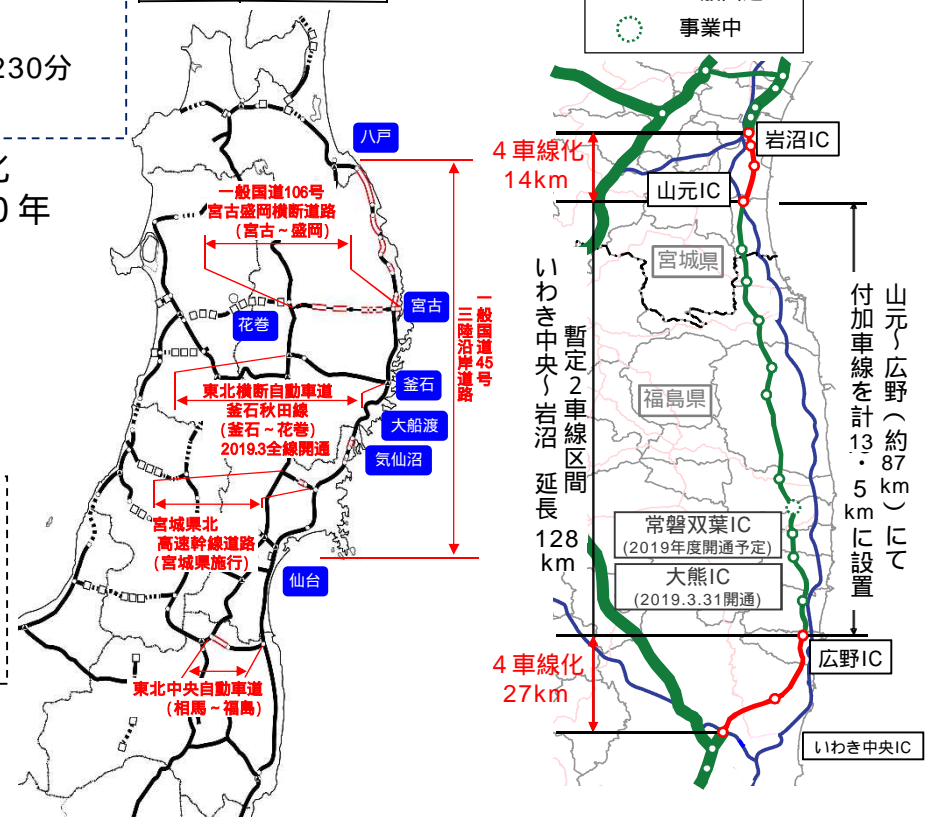 230分
化
0年
八戸
一般国道106号
宮古盛岡横断道路
(宮古~盛岡)
宮古
花巻
一般国道45号
三陸沿岸道路
東北横断自動車道
釜石秋田線
(釜石~花巻)
2019.3全線開通
釜石
大船渡
気仙沼
宮城県北
高速幹線道路
(宮城県施行)
仙台
東北中央自動車道
(相馬~福島)
事業中
4車線化
14km
岩沼IC
山元IC
宮城県
福島県
暫定2車線区間
いわき中央~岩沼 延長128km
山元~広野(約87km)にて
付加車線を計13・5kmに設置
常磐双葉IC
(2019年度開通予定)
大熊IC
(2019.3.31開通)
4車線化
27km
広野IC
いわき中央IC